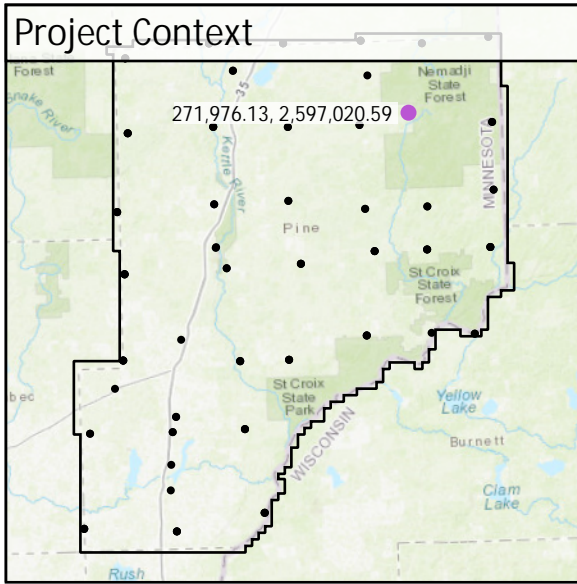 Project Context
Forest
Nemadji
State
Forest
Snake River
35
271,976.13, 2,597,020.59
MINNESOTA
Kettle River
Pine
St Croix
State
Forest
St Croix
State
Park
bec
Yellow
Lake
WISCONSIN
Burnett
Clam
Lake
Rush